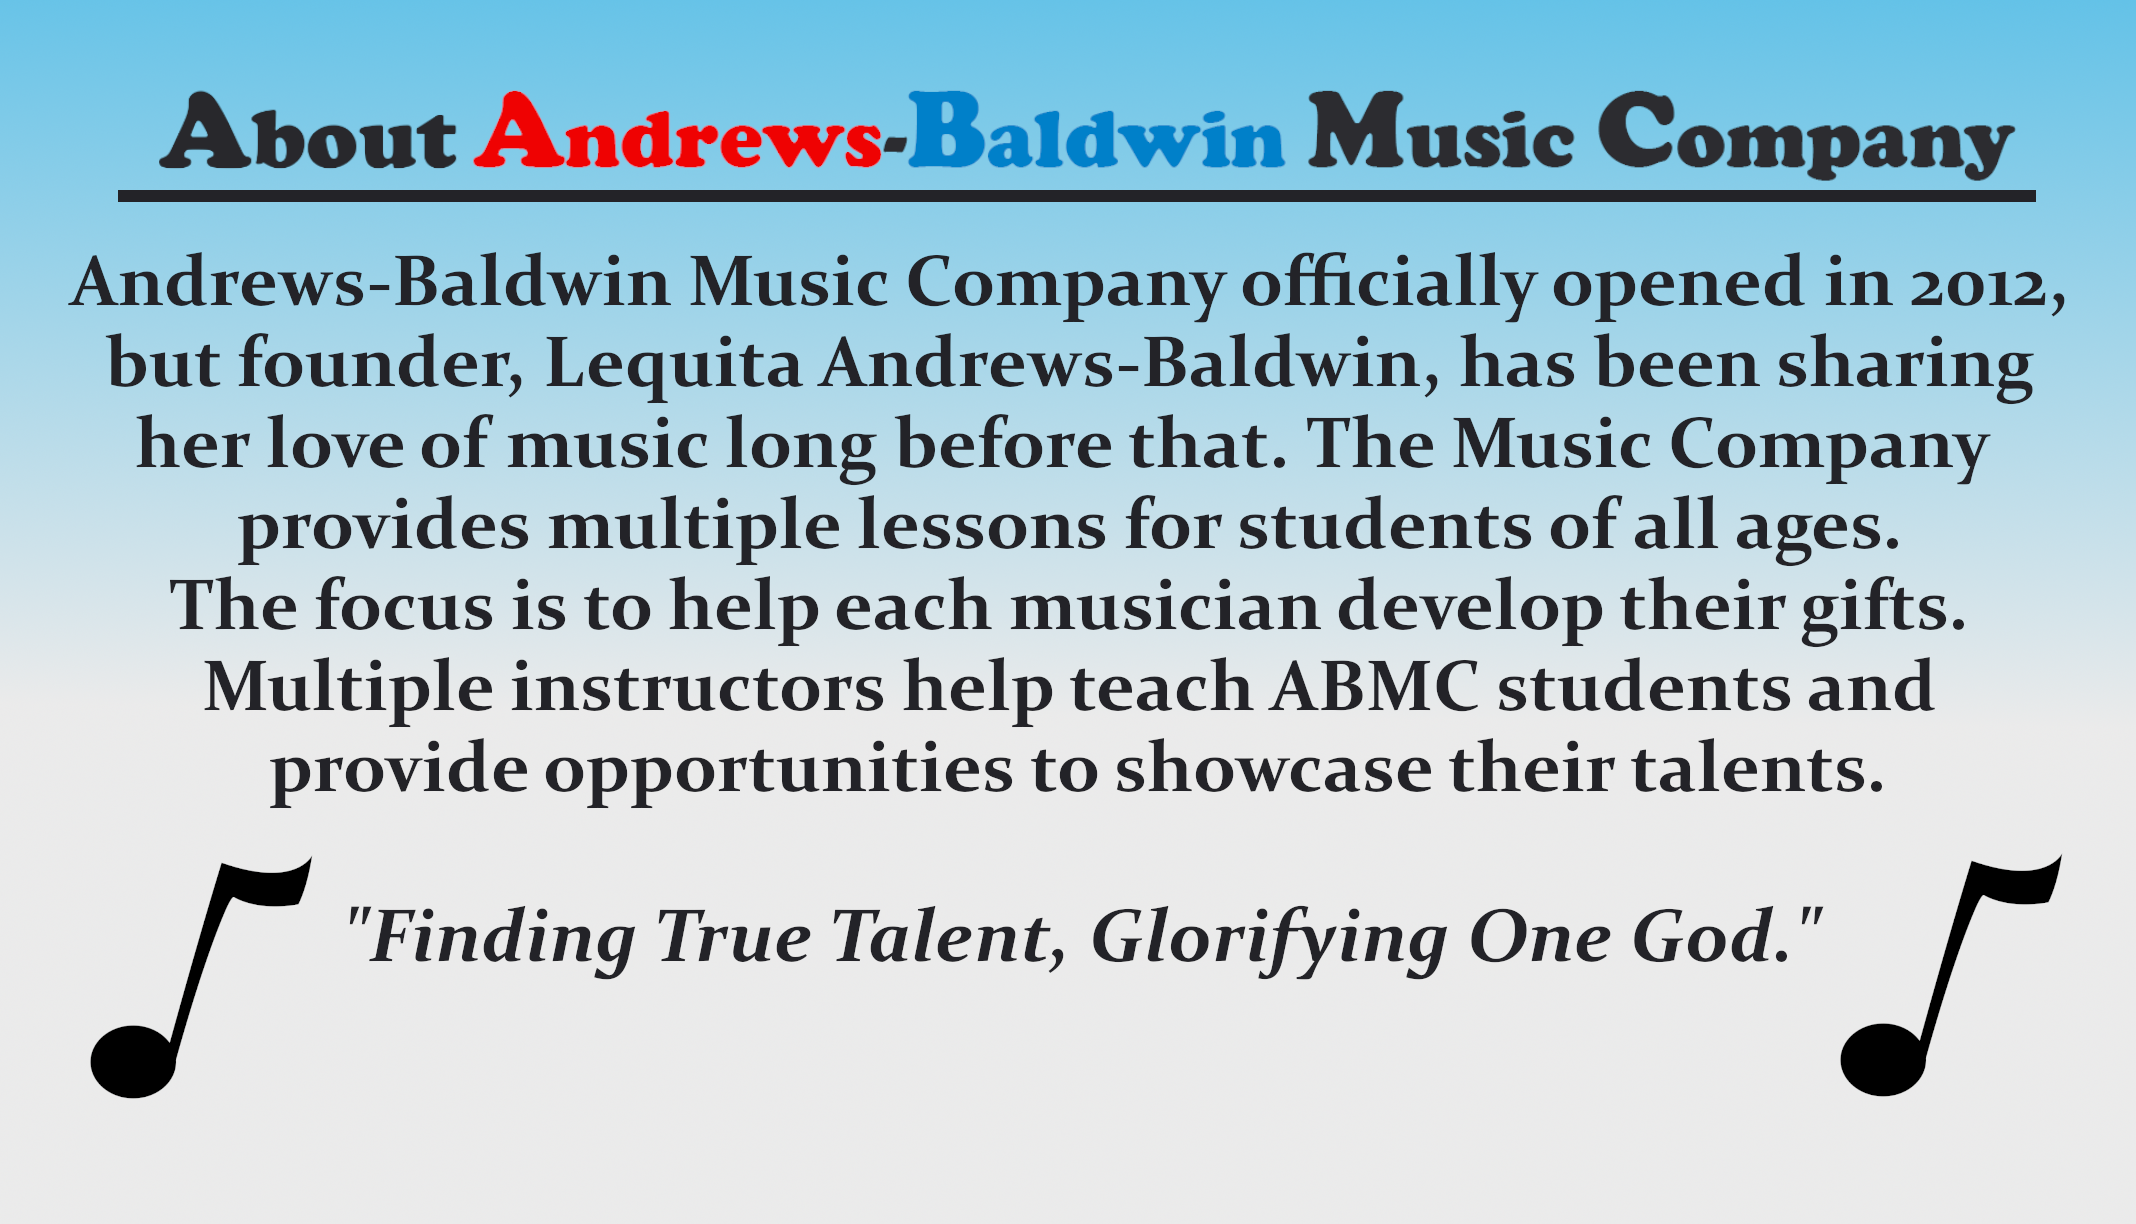 About Andrews-Baldwin Music Company
Andrews-Baldwin Music Company officially opened in 2012,
but founder, Lequita Andrews-Baldwin, has been sharing
her love of music long before that. The Music Company
provides multiple lessons for students of all ages.
The focus is to help each musician develop their gifts.
Multiple instructors help teach ABMC students and
provide opportunities to showcase their talents.
"Finding True Talent, Glorifying One God."